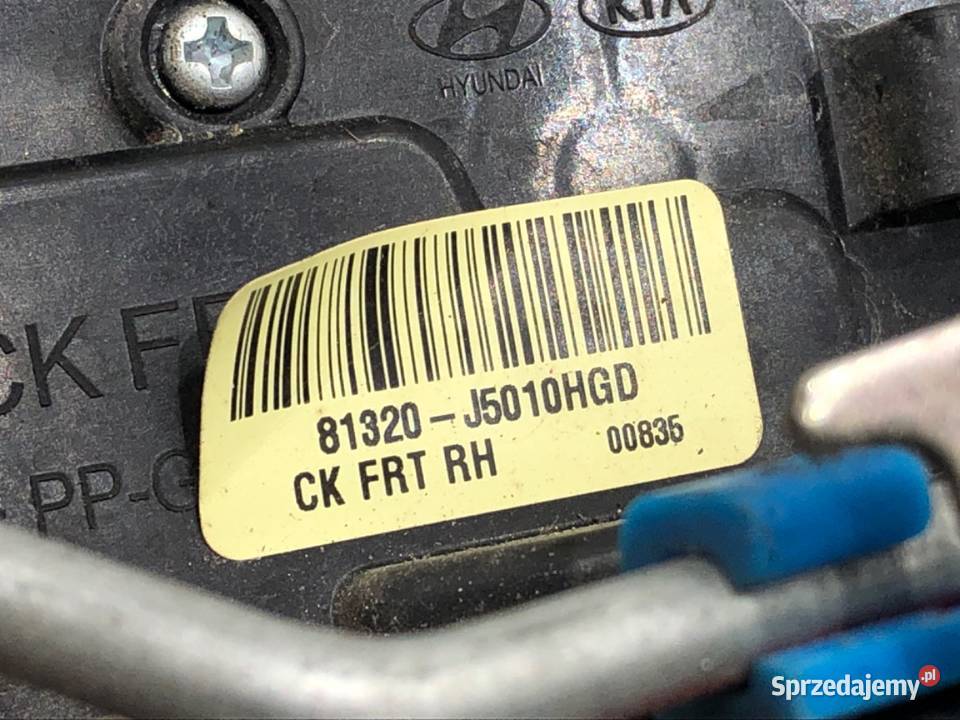 KIA
HYUNDAI
CK F
PP-G
81320-J5010HGD
CK FRT RH 00835
Sprzedajemy.pl